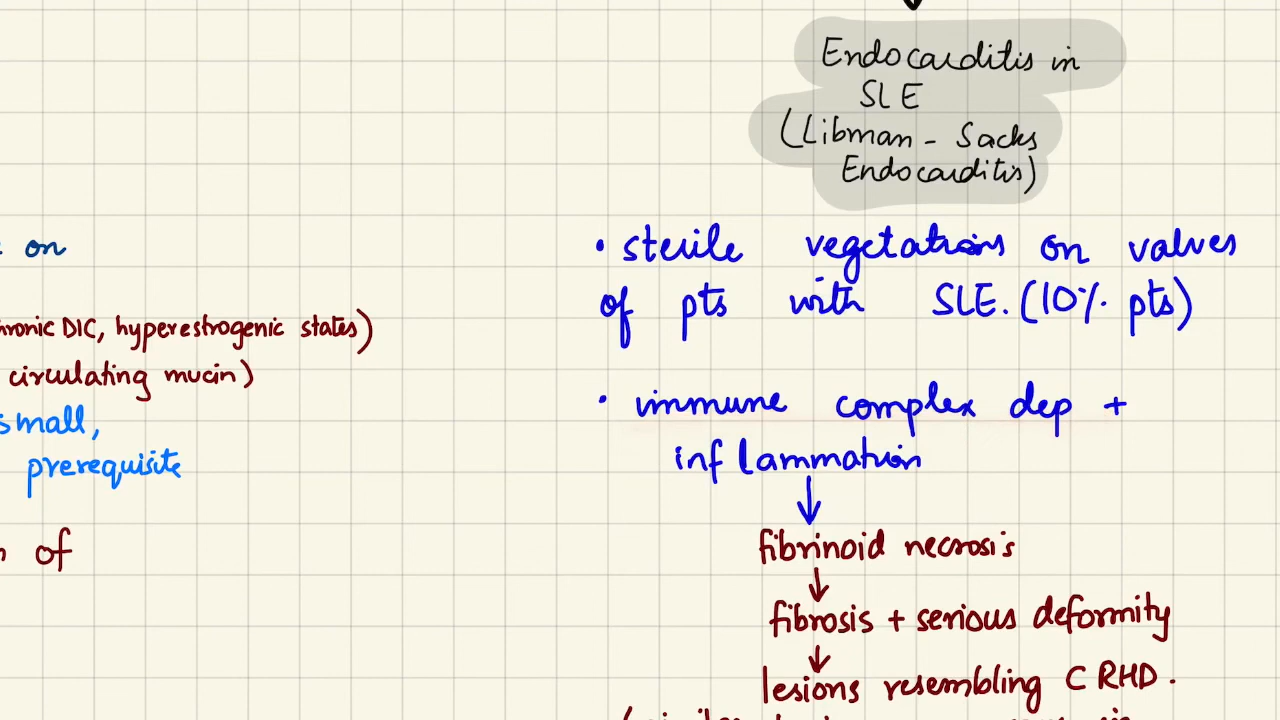 Endocarditis in
SLE
(Libman - Sacks
Endocarditis)
• sterile vegetations on valves
of pts with SLE. (10% pts)
• immune complex dep +
inflammation
↓
fibrinoid necrosis
↓
fibrosis + serious deformity
↓
lesions resembling CRHD.
on
hronic DIC, hyperestrogenic states)
circulating mucin)
small,
prerequisite
of